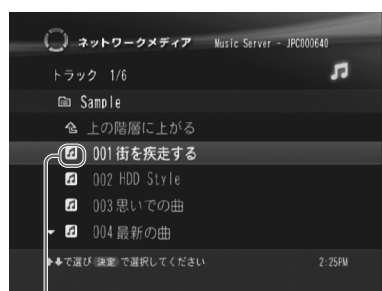 ネットワークメディア Music Server - JPC000640
トラック 1/6
Sample
上の階層に上がる
001 街を疾走する
002 HDD Style
003 思いでの曲
004 最新の曲
で選び 決定 で選択してください 2:25PM